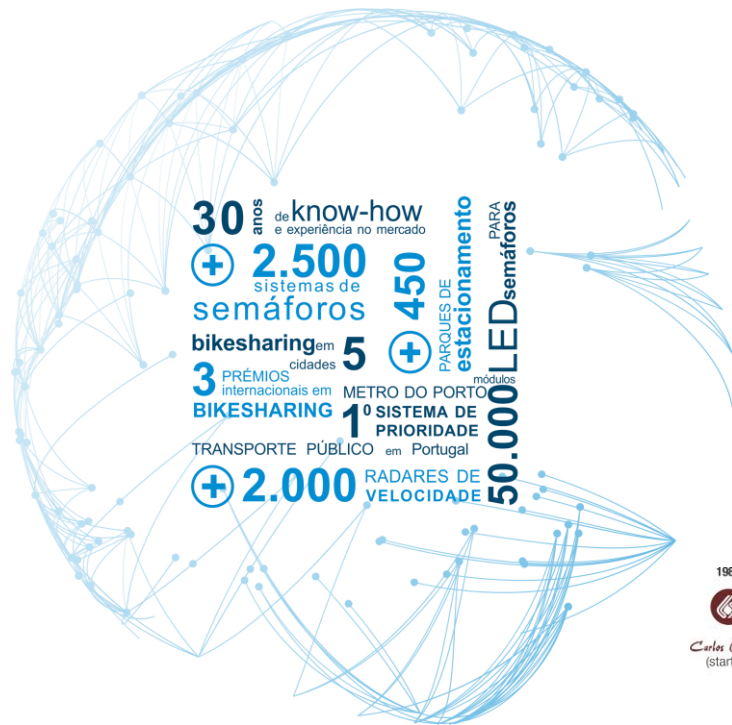 30 anos de know-how
e experiência no mercado
+ 2.500
sistemas de
semáforos
+ 450
PARQUES DE
estacionamento
50.000 LED
módulos
PARA
semáforos
bikesharing em
cidades 5
3 PRÉMIOS
internacionais em
BIKESHARING
METRO DO PORTO
1º SISTEMA DE
PRIORIDADE
TRANSPORTE PÚBLICO em Portugal
+ 2.000 RADARES DE
VELOCIDADE
198
Carlos
(start